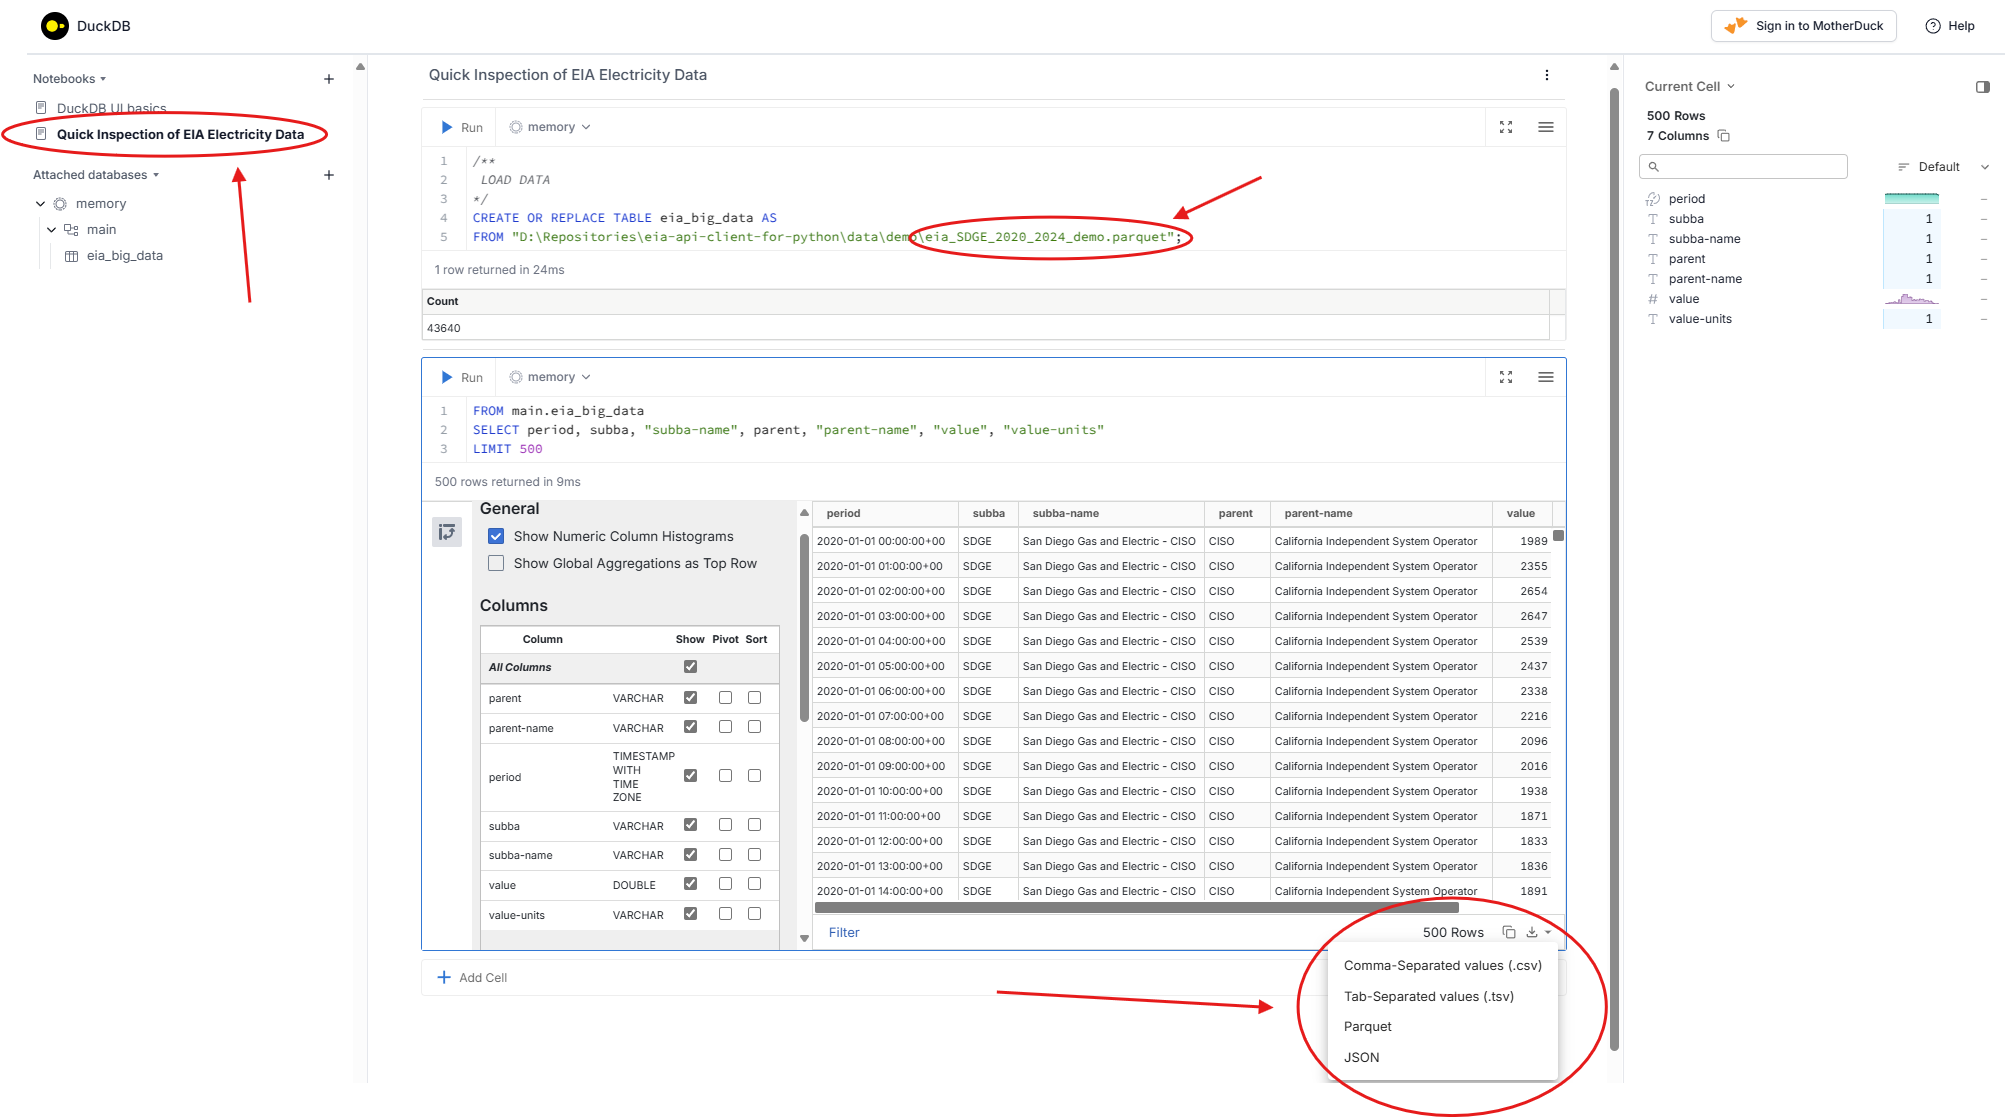 DuckDB
Sign in to MotherDuck
Help
Notebooks
DuckDB UI basics
Quick Inspection of EIA Electricity Data
Attached databases
memory
main
eia_big_data
Quick Inspection of EIA Electricity Data
Run memory
1 /**
2 LOAD DATA
3 */
4 CREATE OR REPLACE TABLE eia_big_data AS
5 FROM "D:\Repositories\eia-api-client-for-python\data\demo\eia_SDGE_2020_2024_demo.parquet";
1 row returned in 24ms
Count
43640
Run memory
1 FROM main.eia_big_data
2 SELECT period, subba, "subba-name", parent, "parent-name", "value", "value-units"
3 LIMIT 500
500 rows returned in 9ms
General
Show Numeric Column Histograms
Show Global Aggregations as Top Row
Columns
Column Show Pivot Sort
All Columns
parent VARCHAR
parent-name VARCHAR
period TIMESTAMP WITH TIME ZONE
subba VARCHAR
subba-name VARCHAR
value DOUBLE
value-units VARCHAR
period subba subba-name parent parent-name value
2020-01-01 00:00:00+00 SDGE San Diego Gas and Electric - CISO CISO California Independent System Operator 1989
2020-01-01 01:00:00+00 SDGE San Diego Gas and Electric - CISO CISO California Independent System Operator 2355
2020-01-01 02:00:00+00 SDGE San Diego Gas and Electric - CISO CISO California Independent System Operator 2654
2020-01-01 03:00:00+00 SDGE San Diego Gas and Electric - CISO CISO California Independent System Operator 2647
2020-01-01 04:00:00+00 SDGE San Diego Gas and Electric - CISO CISO California Independent System Operator 2539
2020-01-01 05:00:00+00 SDGE San Diego Gas and Electric - CISO CISO California Independent System Operator 2437
2020-01-01 06:00:00+00 SDGE San Diego Gas and Electric - CISO CISO California Independent System Operator 2338
2020-01-01 07:00:00+00 SDGE San Diego Gas and Electric - CISO CISO California Independent System Operator 2216
2020-01-01 08:00:00+00 SDGE San Diego Gas and Electric - CISO CISO California Independent System Operator 2096
2020-01-01 09:00:00+00 SDGE San Diego Gas and Electric - CISO CISO California Independent System Operator 2016
2020-01-01 10:00:00+00 SDGE San Diego Gas and Electric - CISO CISO California Independent System Operator 1938
2020-01-01 11:00:00+00 SDGE San Diego Gas and Electric - CISO CISO California Independent System Operator 1871
2020-01-01 12:00:00+00 SDGE San Diego Gas and Electric - CISO CISO California Independent System Operator 1833
2020-01-01 13:00:00+00 SDGE San Diego Gas and Electric - CISO CISO California Independent System Operator 1836
2020-01-01 14:00:00+00 SDGE San Diego Gas and Electric - CISO CISO California Independent System Operator 1891
Filter 500 Rows
Comma-Separated values (.csv)
Tab-Separated values (.tsv)
Parquet
JSON
Add Cell
Current Cell
500 Rows
7 Columns
Default
period
subba 1
subba-name 1
parent 1
parent-name 1
value
value-units 1